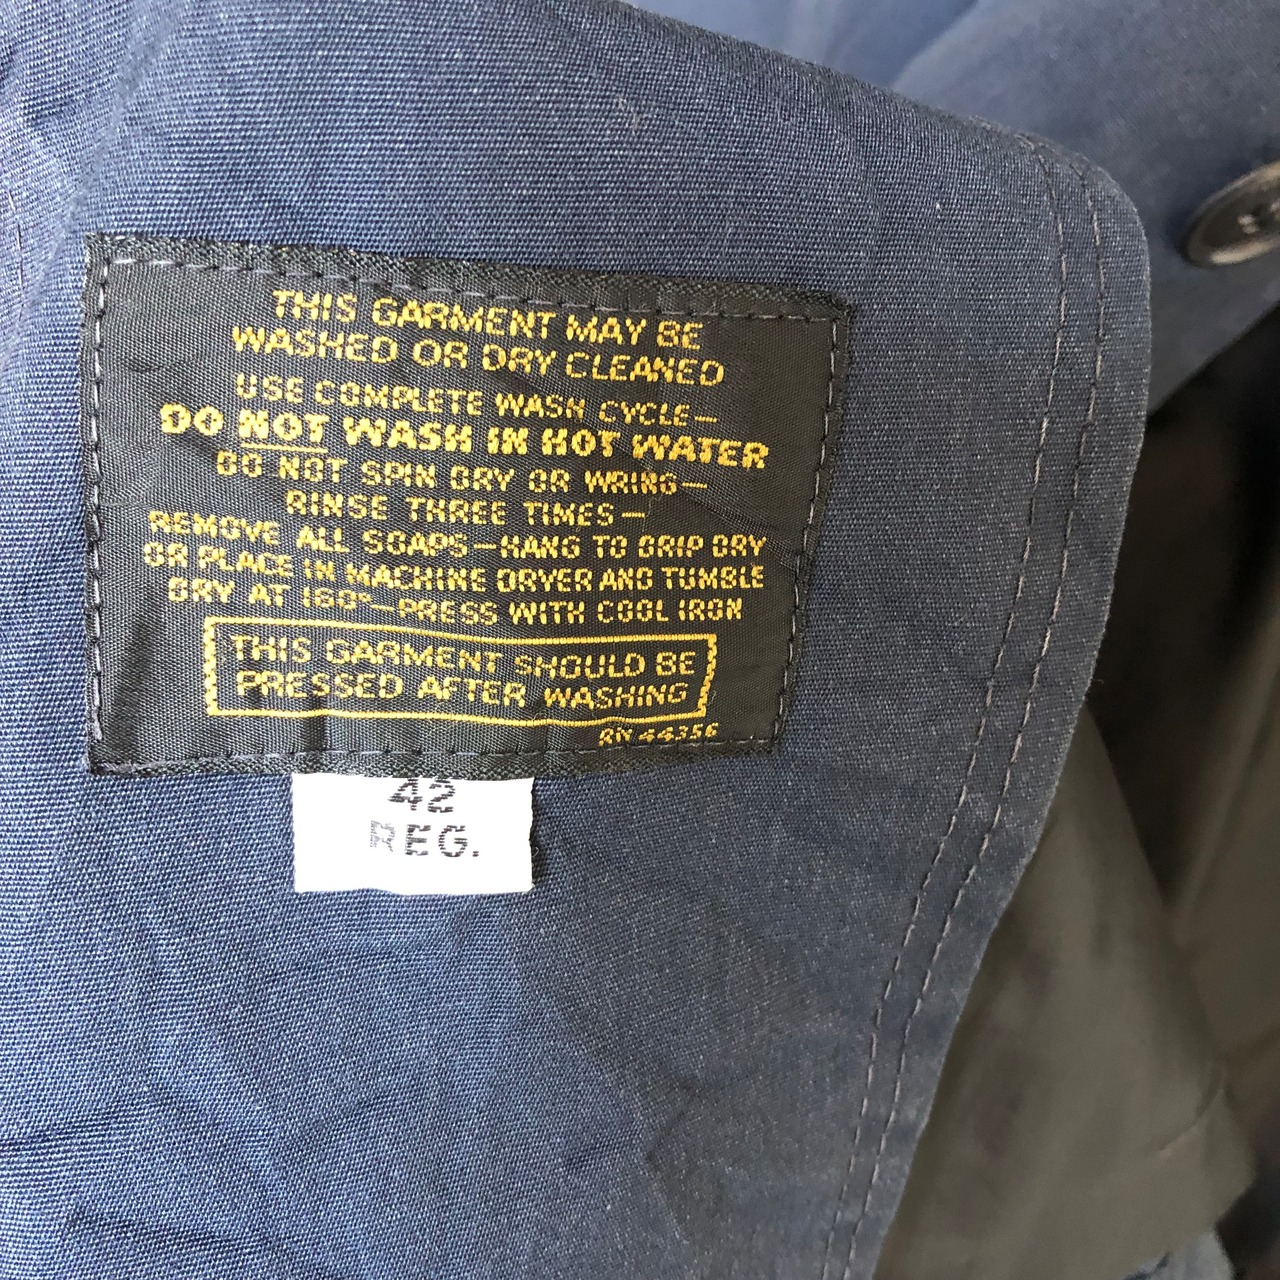 THIS GARMENT MAY BE
WASHED OR DRY CLEANED
USE COMPLETE WASH CYCLE—
DO NOT WASH IN HOT WATER
DO NOT SPIN DRY OR WRING—
RINSE THREE TIMES—
REMOVE ALL SOAPS—HANG TO DRIP DRY
OR PLACE IN MACHINE DRYER AND TUMBLE
DRY AT 160°—PRESS WITH COOL IRON
THIS GARMENT SHOULD BE
PRESSED AFTER WASHING
RN 44356
42
REG.